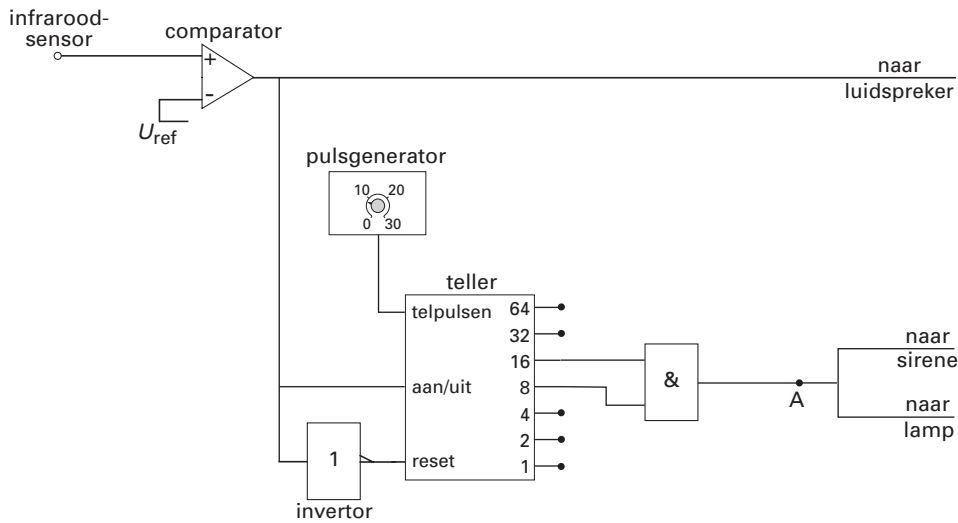 infrarood-
sensor
comparator
+
-
U ref
naar
luidspreker
pulsgenerator
10 20
0 30
teller
telpulsen
aan/uit
reset
64
32
16
8
4
2
1
&
A
naar
sirene
naar
lamp
1
invertor